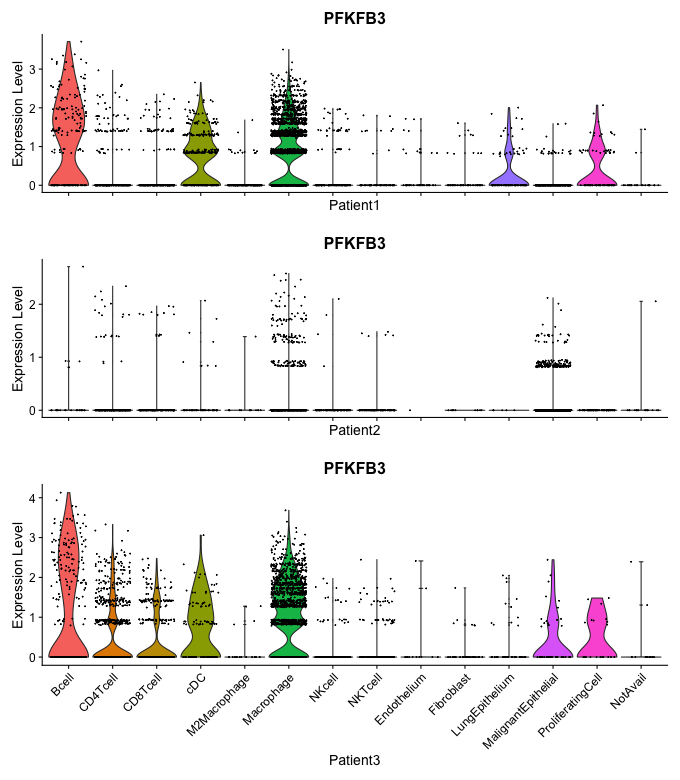 PFKFB3
Expression Level
3
2
1
0
Patient1
PFKFB3
Expression Level
2
1
0
Patient2
PFKFB3
Expression Level
4
3
2
1
0
Bcell
CD4Tcell
CD8Tcell
cDC
M2Macrophage
Macrophage
NKcell
NKTcell
Endothelium
Fibroblast
LungEpithelium
MalignantEpithelial
ProliferatingCell
NotAvail
Patient3